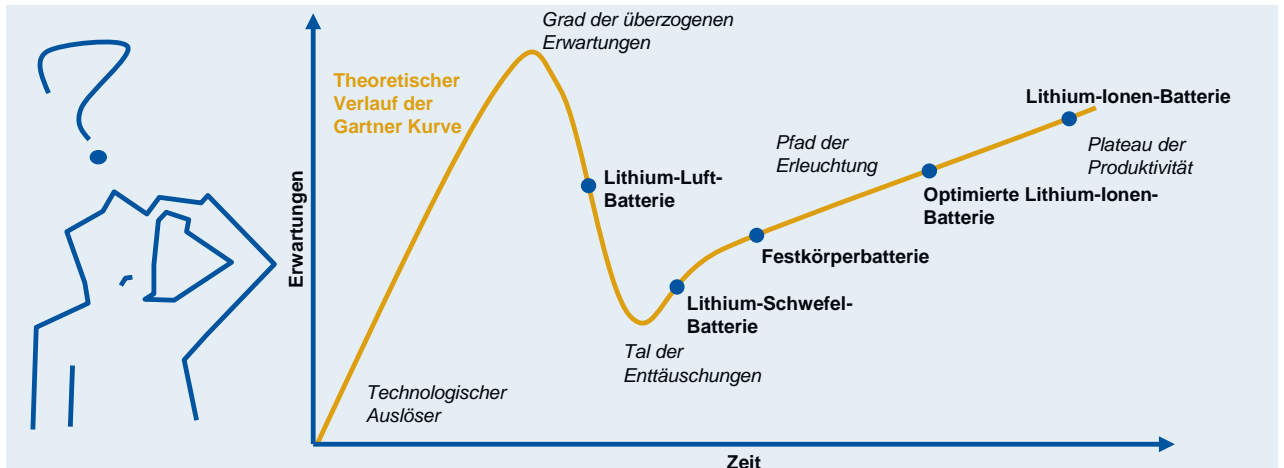 Grad der überzogenen
Erwartungen
Theoretischer
Verlauf der
Gartner Kurve
Lithium-Ionen-Batterie
Pfad der
Erleuchtung
Plateau der
Produktivität
Lithium-Luft-
Batterie
Optimierte Lithium-Ionen-
Batterie
Erwartungen
Festkörperbatterie
Lithium-Schwefel-
Batterie
Tal der
Enttäuschungen
Technologischer
Auslöser
Zeit